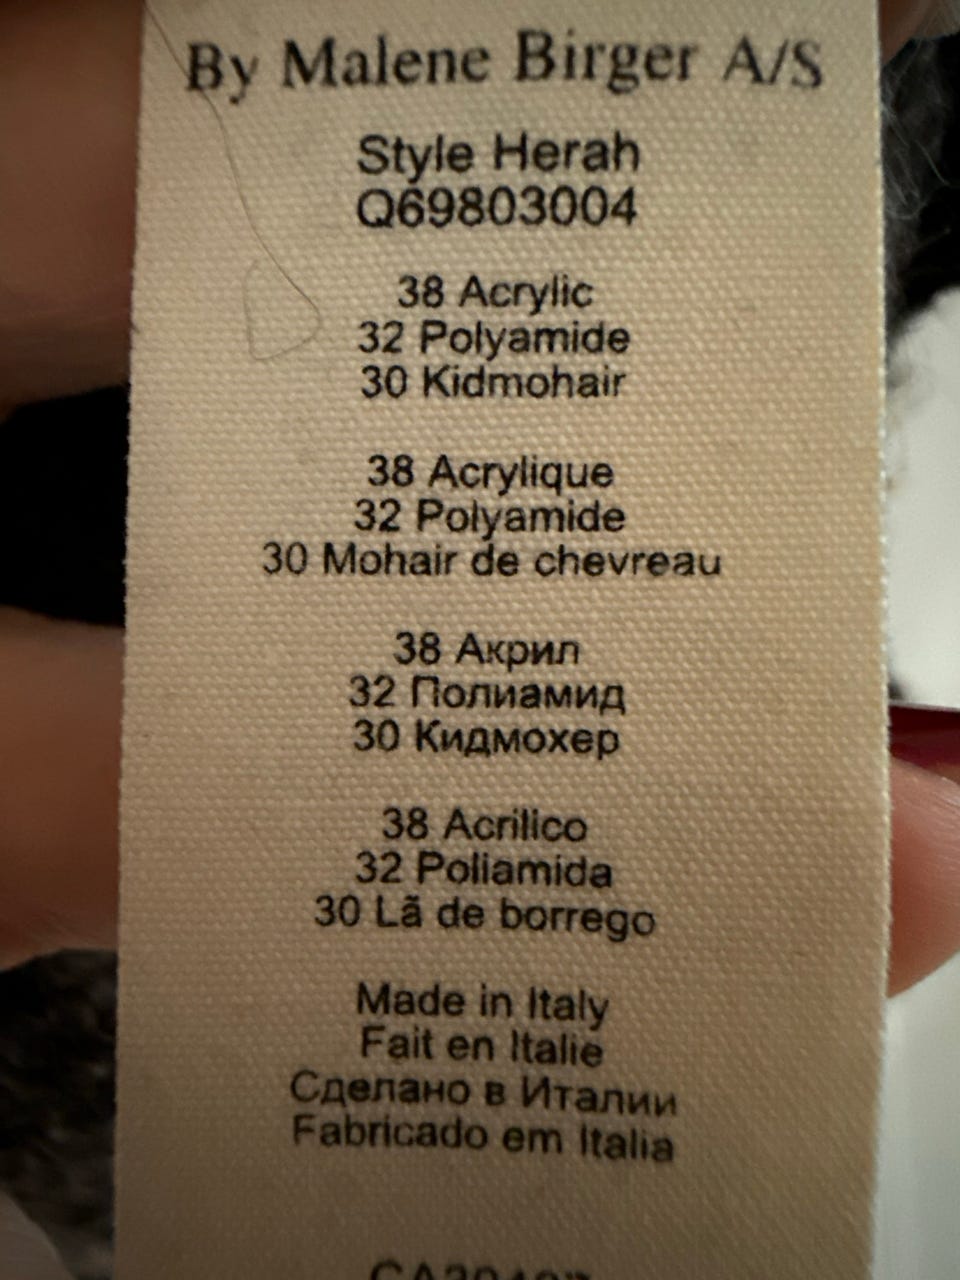 By Malene Birger A/S
Style Herah
Q69803004
38 Acrylic
32 Polyamide
30 Kidmohair
38 Acrylique
32 Polyamide
30 Mohair de chevreau
38 Акрил
32 Полиамид
30 Кидмохер
38 Acrilico
32 Poliamida
30 Lã de borrego
Made in Italy
Fait en Italie
Сделано в Италии
Fabricado em Italia